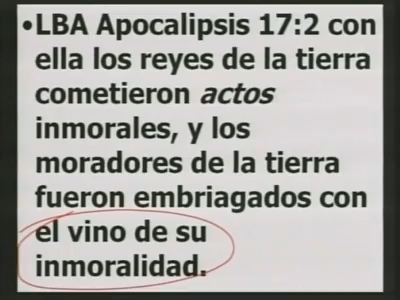 •LBA Apocalipsis 17:2 con
ella los reyes de la tierra
cometieron actos
inmorales, y los
moradores de la tierra
fueron embriagados con
el vino de su
inmoralidad.